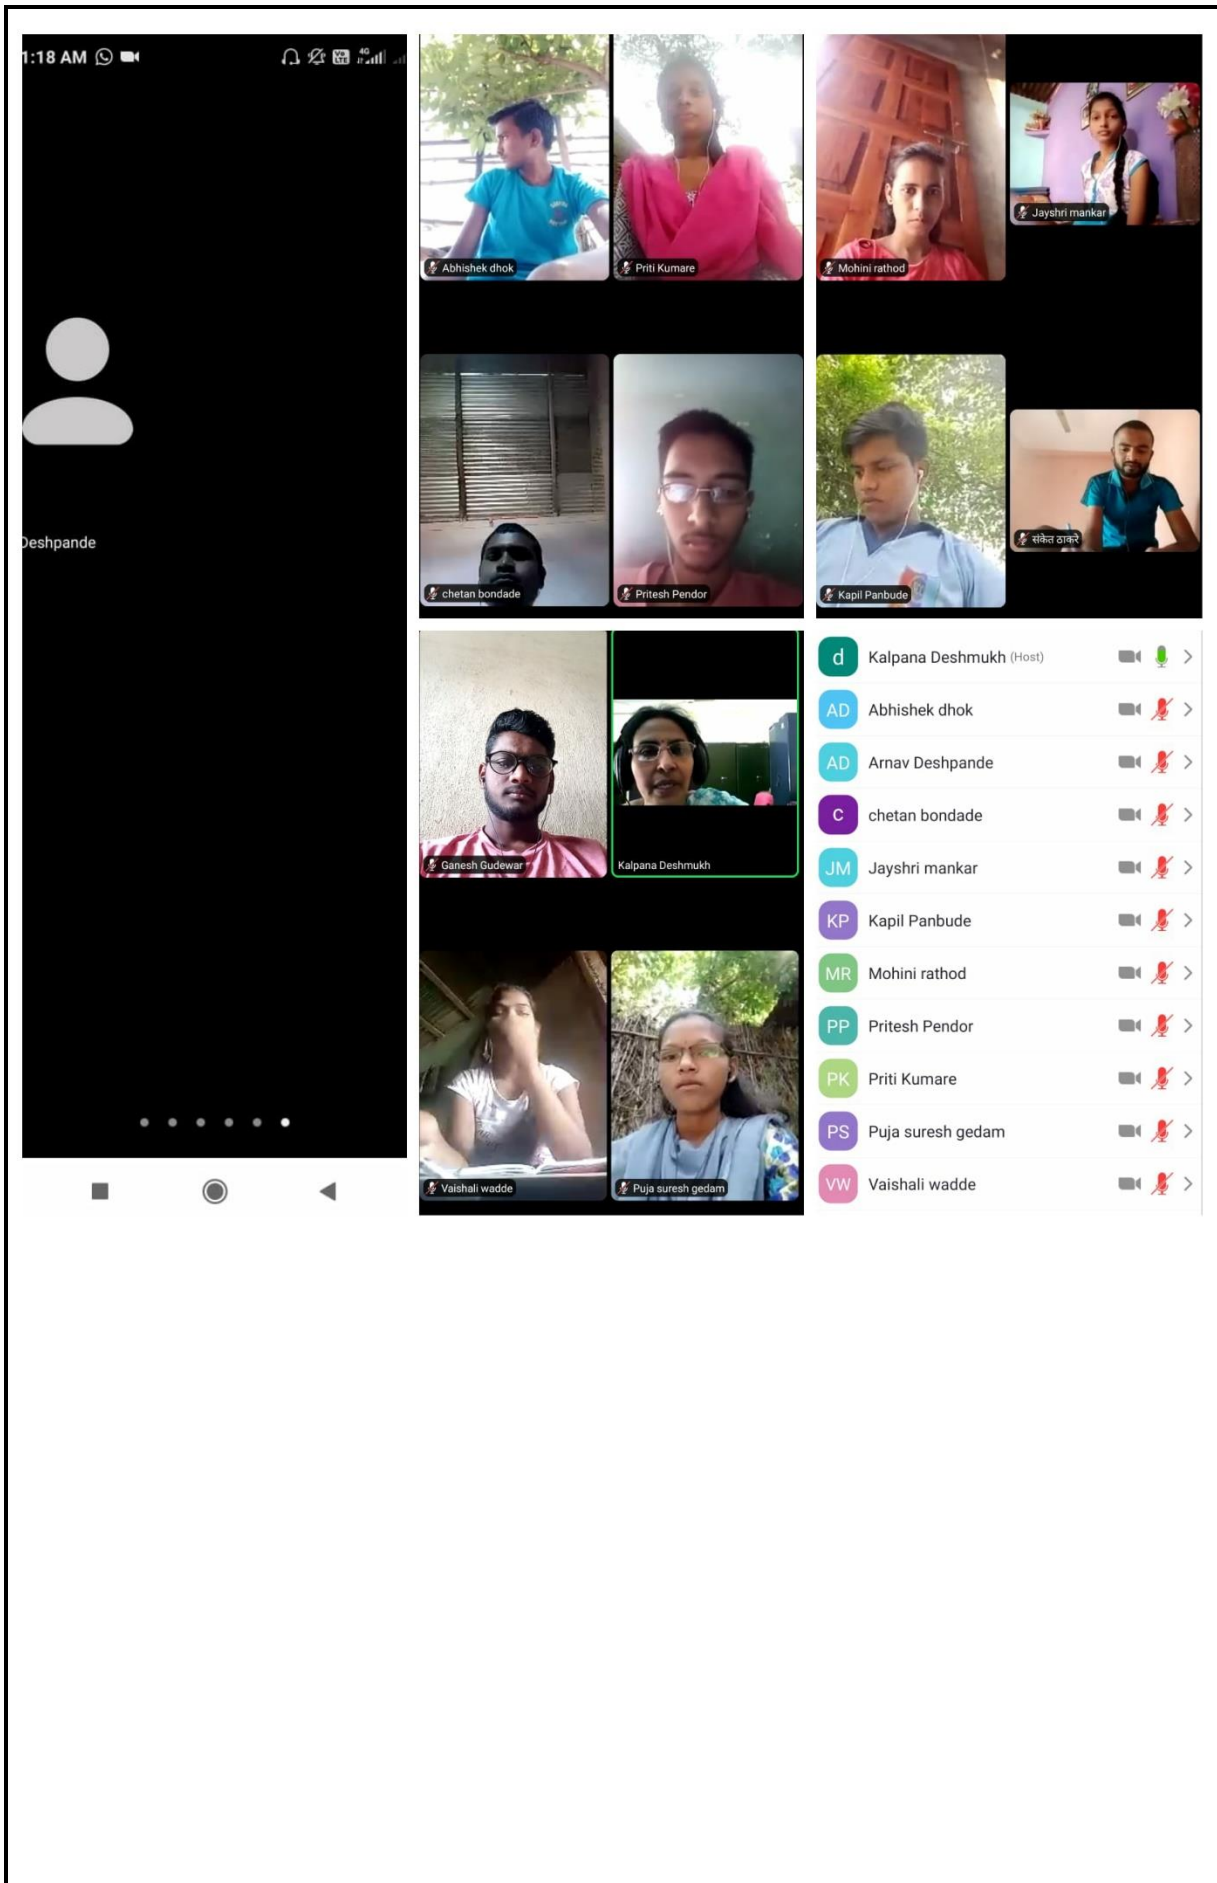 1:18 AM
Vo LTE 4G
Deshpande
Abhishek dhok
Priti Kumare
chetan bondade
Pritesh Pendor
Mohini rathod
Jayshri mankar
Kapil Panbude
संकेत ठाकरे
Ganesh Gudewar
Kalpana Deshmukh
Vaishali wadde
Puja suresh gedam
d Kalpana Deshmukh (Host)
AD Abhishek dhok
AD Arnav Deshpande
C chetan bondade
JM Jayshri mankar
KP Kapil Panbude
MR Mohini rathod
PP Pritesh Pendor
PK Priti Kumare
PS Puja suresh gedam
VW Vaishali wadde